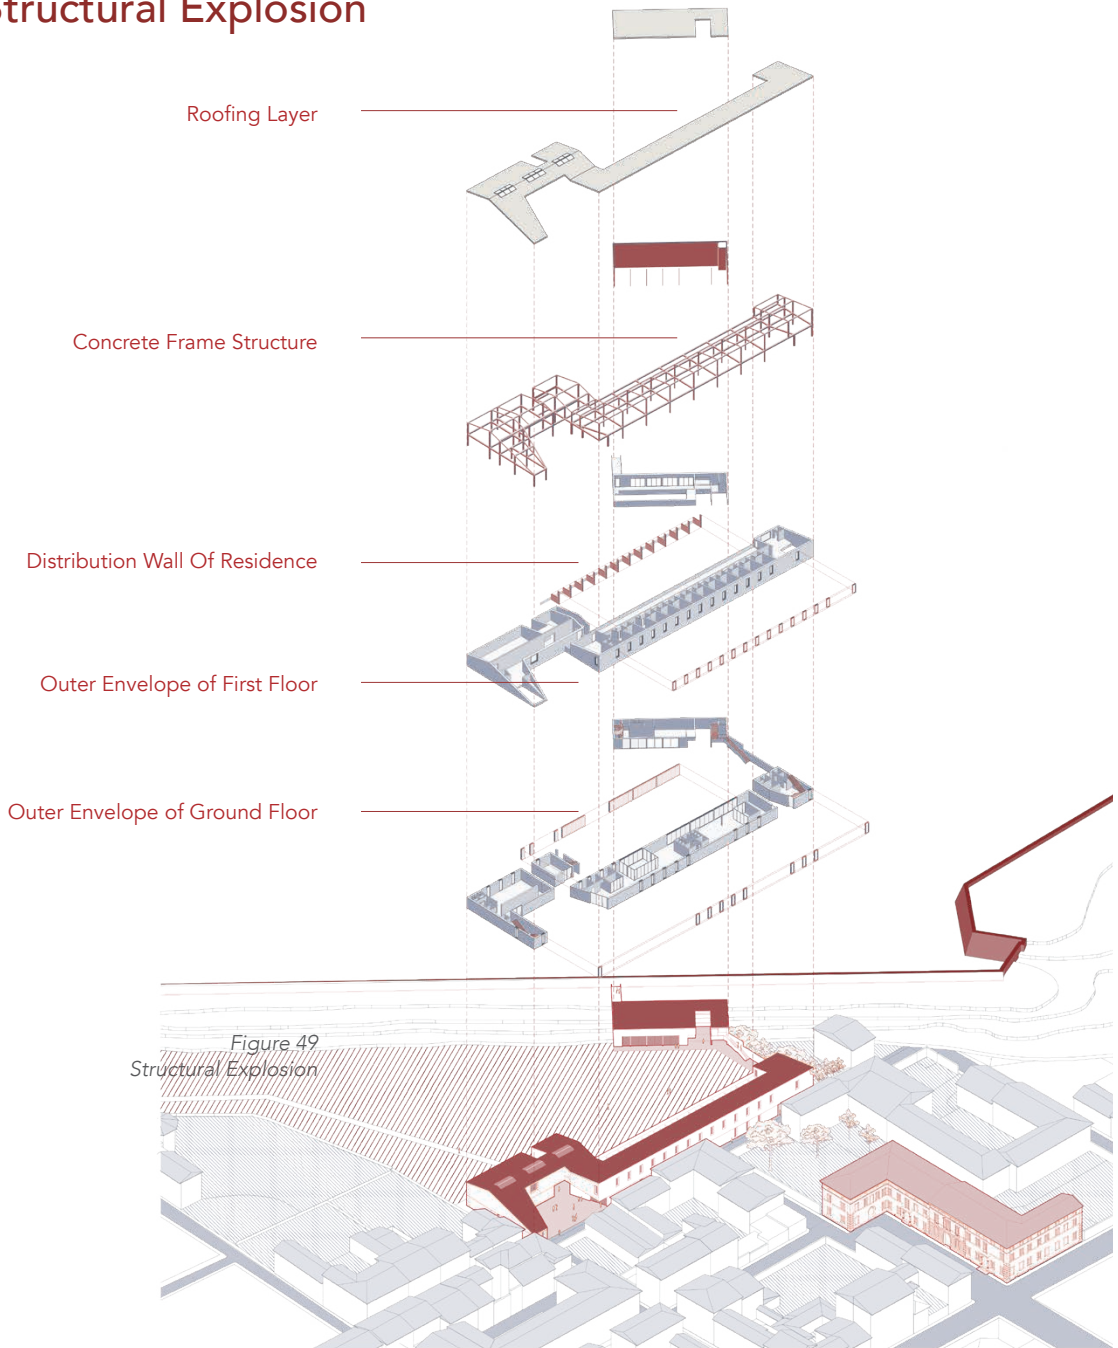 Structural Explosion
Roofing Layer
Concrete Frame Structure
Distribution Wall Of Residence
Outer Envelope of First Floor
Outer Envelope of Ground Floor
Figure 49
Structural Explosion